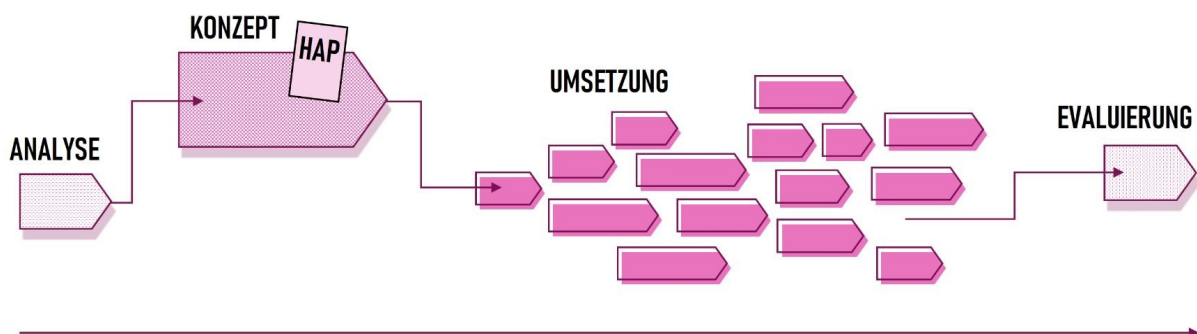 KONZEPT
HAP
UMSETZUNG
EVALUIERUNG
ANALYSE